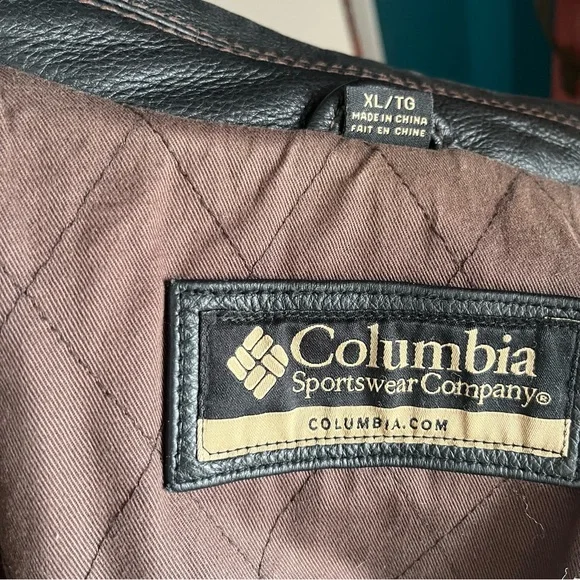 XL/TG
MADE IN CHINA
FAIT EN CHINE
Columbia
Sportswear Company®
COLUMBIA.COM